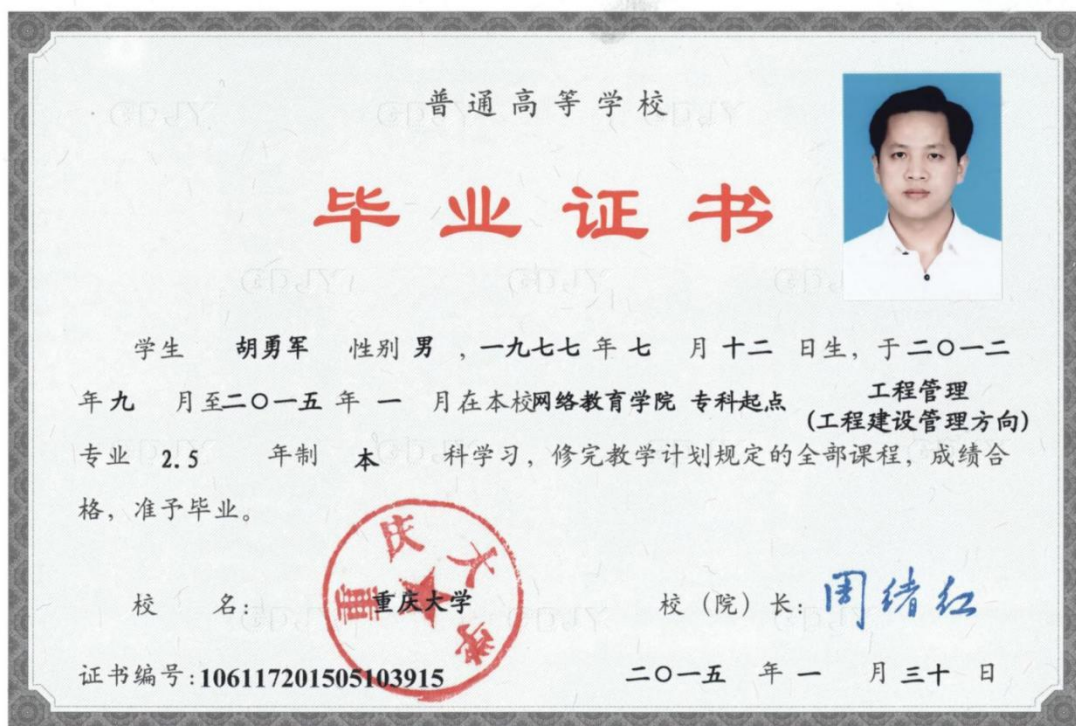 普通高等学校
毕业证书
学生 胡勇军 性别 男 ，一九七七 年 七 月 十二 日生，于 二〇一二
年 九 月至 二〇一五 年 一 月在本校 网络教育学院 专科起点 工程管理
(工程建设管理方向)
专业 2.5 年制 本 科学习，修完教学计划规定的全部课程，成绩合
格，准予毕业。
重庆大学
校 名：重庆大学 校（院）长：周绪红
证书编号：106117201505103915 二〇一五 年 一 月 三十 日